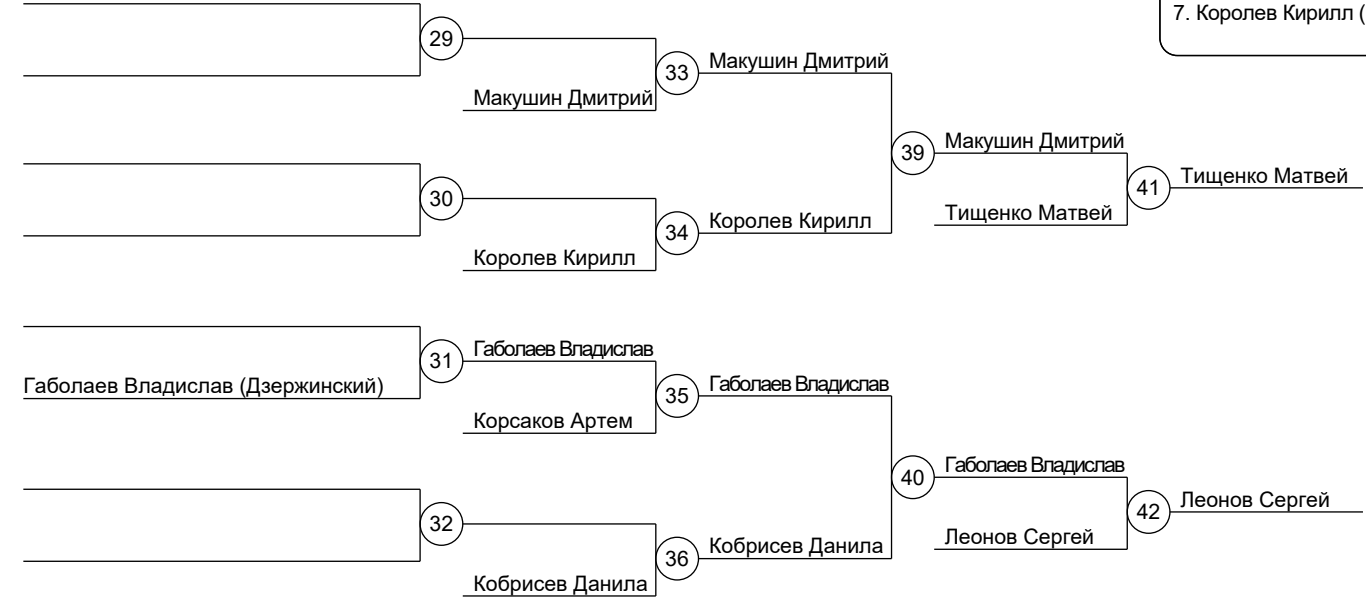 7. Королев Кирилл (
29
Макушин Дмитрий
33
Макушин Дмитрий
39
Макушин Дмитрий
41
Тищенко Матвей
30
Королев Кирилл
34
Королев Кирилл
Тищенко Матвей
Габолаев Владислав (Дзержинский)
31
Габолаев Владислав
35
Габолаев Владислав
Корсаков Артем
40
Габолаев Владислав
42
Леонов Сергей
32
Кобрисев Данила
36
Кобрисев Данила
Леонов Сергей